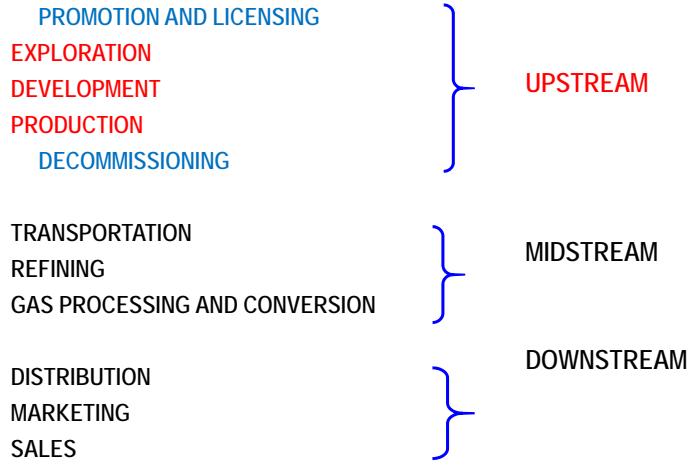 PROMOTION AND LICENSING
EXPLORATION
DEVELOPMENT
PRODUCTION
DECOMMISSIONING
UPSTREAM
TRANSPORTATION
REFINING
GAS PROCESSING AND CONVERSION
MIDSTREAM
DISTRIBUTION
MARKETING
SALES
DOWNSTREAM